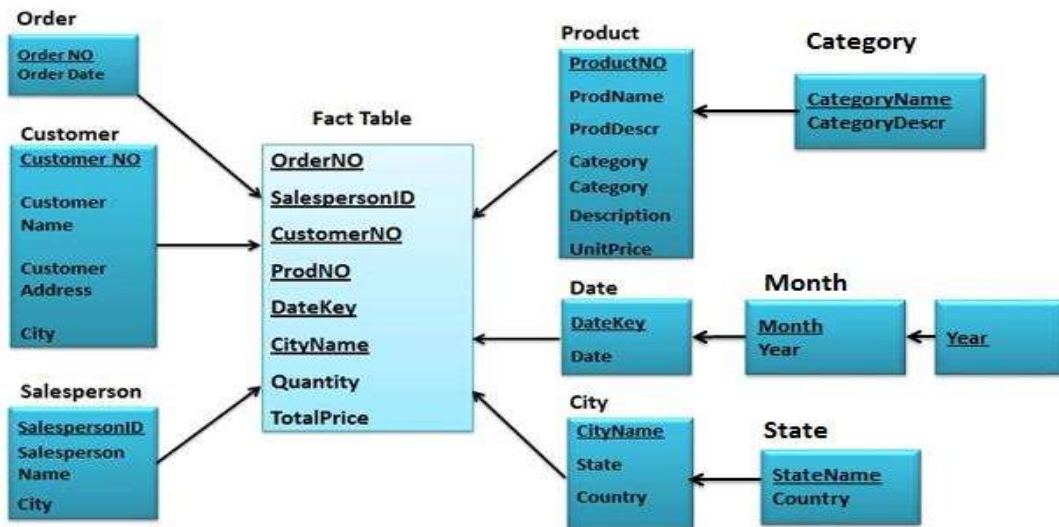 Order
Order NO
Order Date
Customer
Customer NO
Customer
Name
Customer
Address
City
Salesperson
SalespersonID
Salesperson
Name
City
Fact Table
OrderNO
SalespersonID
CustomerNO
ProdNO
DateKey
CityName
Quantity
TotalPrice
Product
ProductNO
ProdName
ProdDescr
Category
Category
Description
UnitPrice
Category
CategoryName
CategoryDescr
Date
DateKey
Date
Month
Month
Year
Year
City
CityName
State
Country
State
StateName
Country